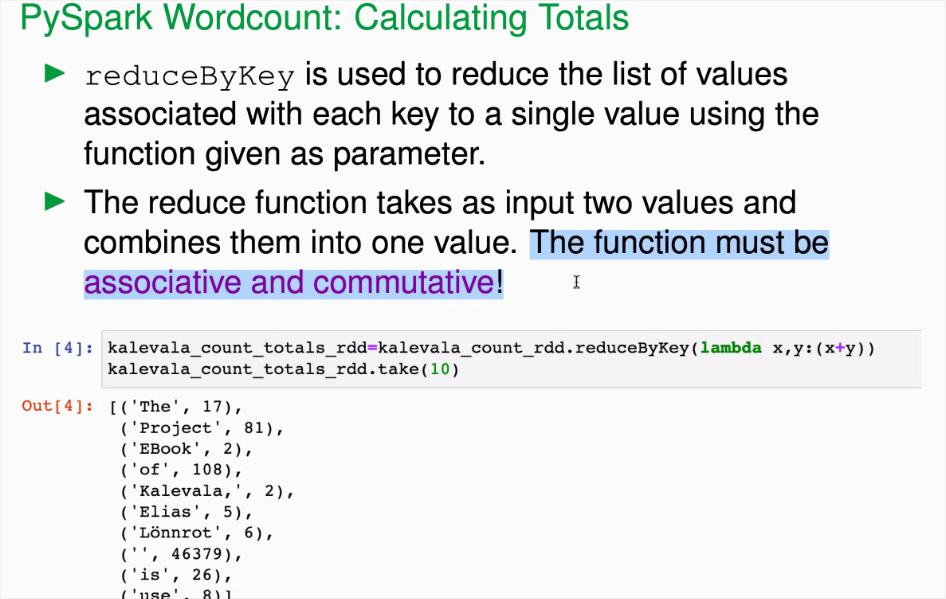 PySpark Wordcount: Calculating Totals
reduceByKey is used to reduce the list of values
associated with each key to a single value using the
function given as parameter.
The reduce function takes as input two values and
combines them into one value. The function must be
associative and commutative!
In [4]: kalevala_count_totals_rdd=kalevala_count_rdd.reduceByKey(lambda x,y:(x+y))
kalevala_count_totals_rdd.take(10)
Out[4]: [('The', 17),
('Project', 81),
('EBook', 2),
('of', 108),
('Kalevala,', 2),
('Elias', 5),
('Lönnrot', 6),
('', 46379),
('is', 26),
('use', 8)]